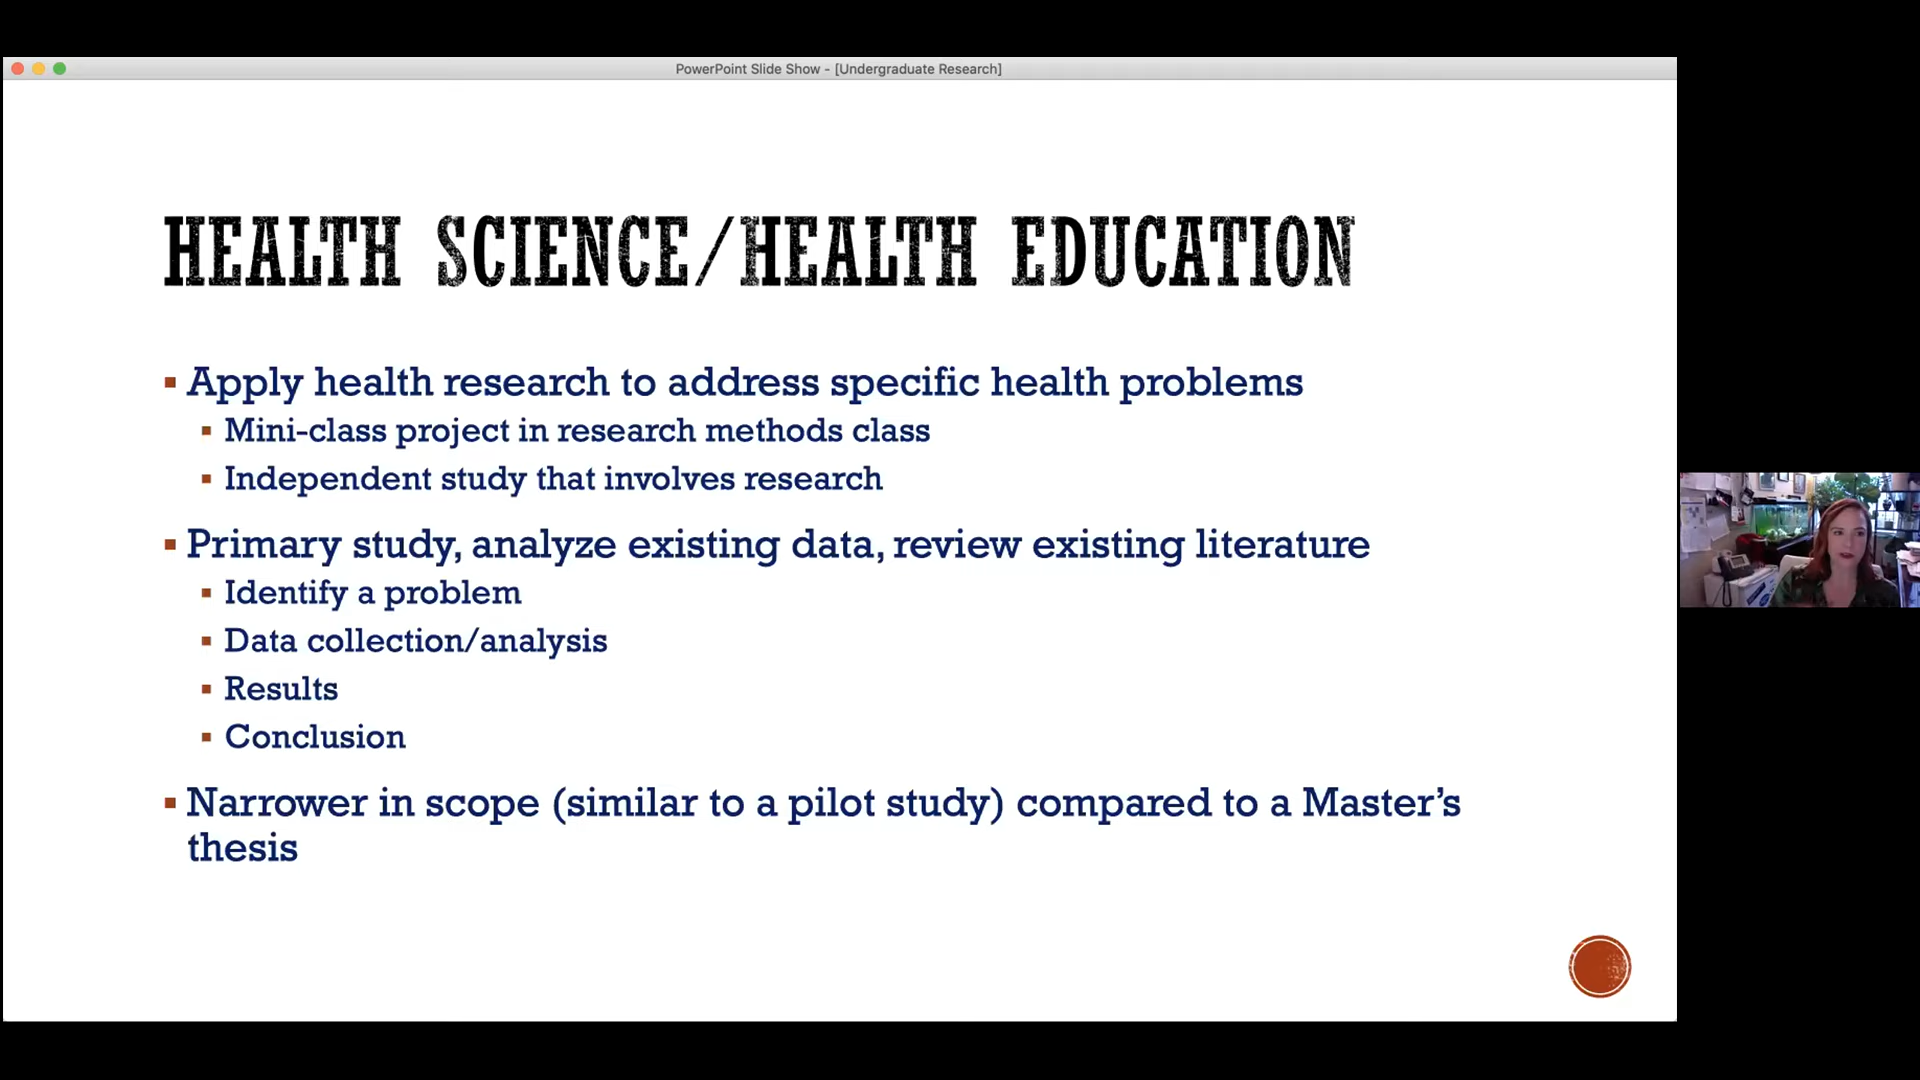 PowerPoint Slide Show - [Undergraduate Research]
HEALTH SCIENCE/HEALTH EDUCATION
▪ Apply health research to address specific health problems
▪ Mini-class project in research methods class
▪ Independent study that involves research
▪ Primary study, analyze existing data, review existing literature
▪ Identify a problem
▪ Data collection/analysis
▪ Results
▪ Conclusion
▪ Narrower in scope (similar to a pilot study) compared to a Master’s
thesis